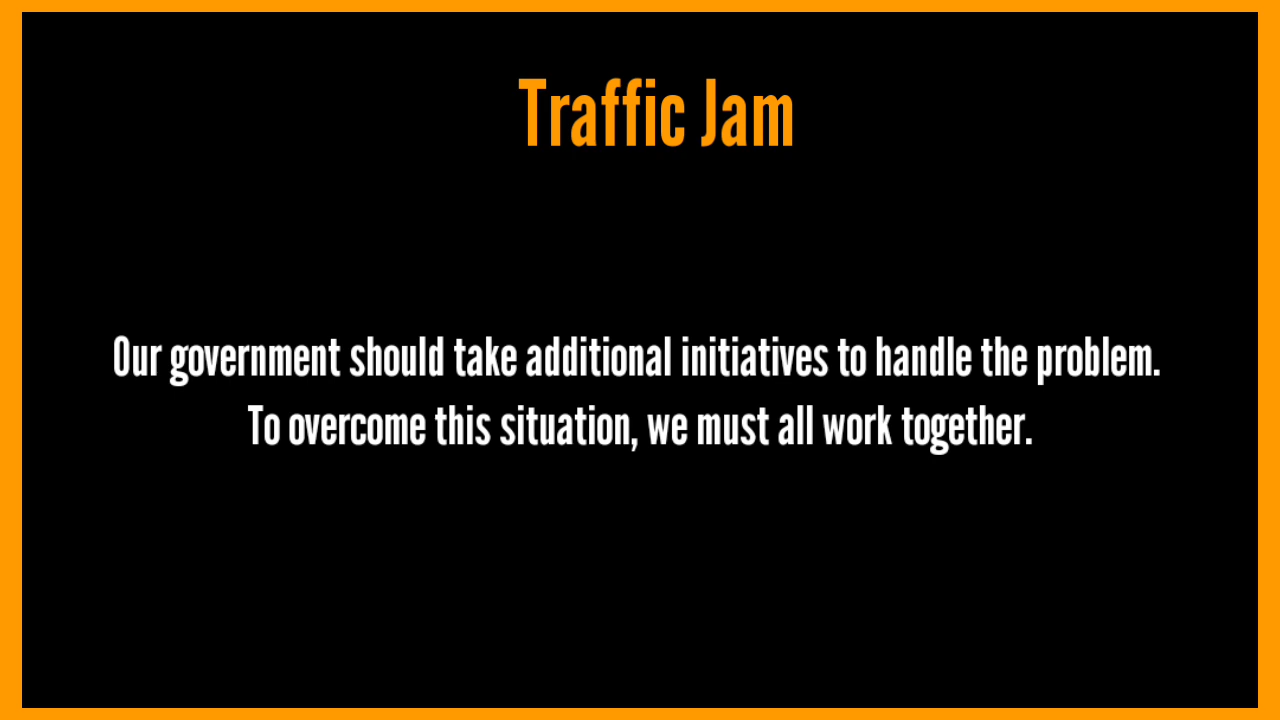 Traffic Jam
Our government should take additional initiatives to handle the problem.
To overcome this situation, we must all work together.